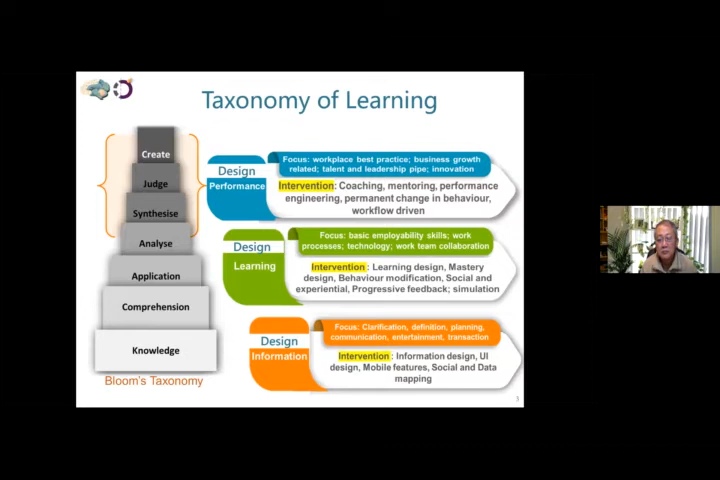 Taxonomy of Learning
Create
Judge
Synthesise
Analyse
Application
Comprehension
Knowledge
Bloom's Taxonomy
Design
Performance
Focus: workplace best practice; business growth
related; talent and leadership pipe; innovation
Intervention: Coaching, mentoring, performance
engineering, permanent change in behaviour,
workflow driven
Design
Learning
Focus: basic employability skills; work
processes; technology; work team collaboration
Intervention : Learning design, Mastery
design, Behaviour modification, Social and
experiential, Progressive feedback; simulation
Design
Information
Focus: Clarification, definition, planning,
communication, entertainment, transaction
Intervention : Information design, UI
design, Mobile features, Social and Data
mapping
3